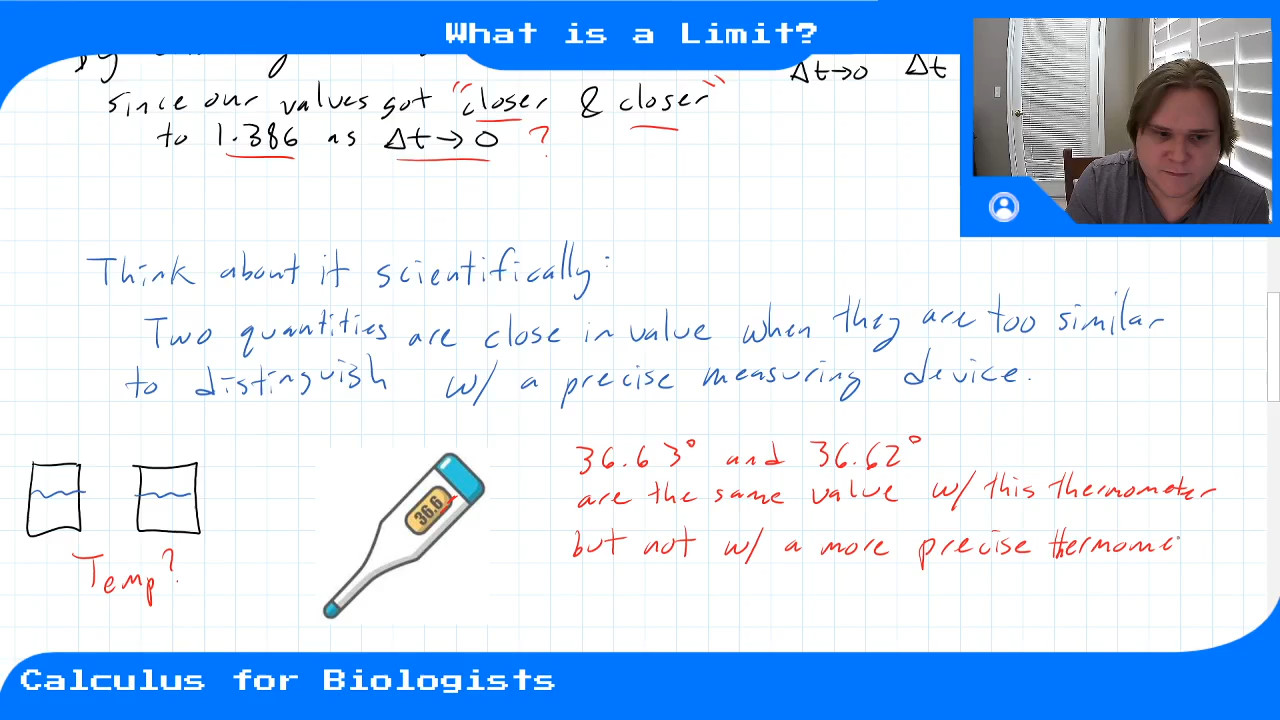 What is a Limit?
Δt→0 Δt
since our values got "closer & closer"
to 1.386 as Δt→0 ?
Think about it scientifically:
Two quantities are close in value when they are too similar
to distinguish w/ a precise measuring device.
36.63° and 36.62°
are the same value w/ this thermometer
but not w/ a more precise thermome
36.6
Temp?
Calculus for Biologists